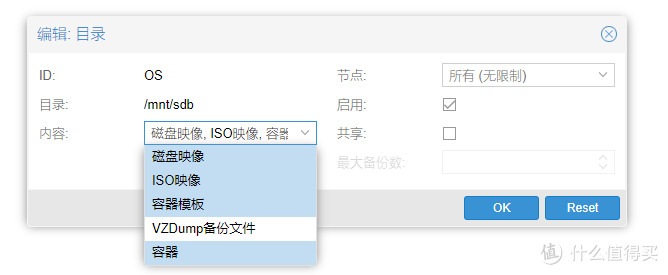 编辑: 目录
ID: OS 节点: 所有 (无限制)
目录: /mnt/sdb 启用:
内容: 磁盘映像, ISO映像, 容器 共享:
磁盘映像 最大备份数:
ISO映像
容器模板
VZDump备份文件
容器
OK Reset
值 什么值得买